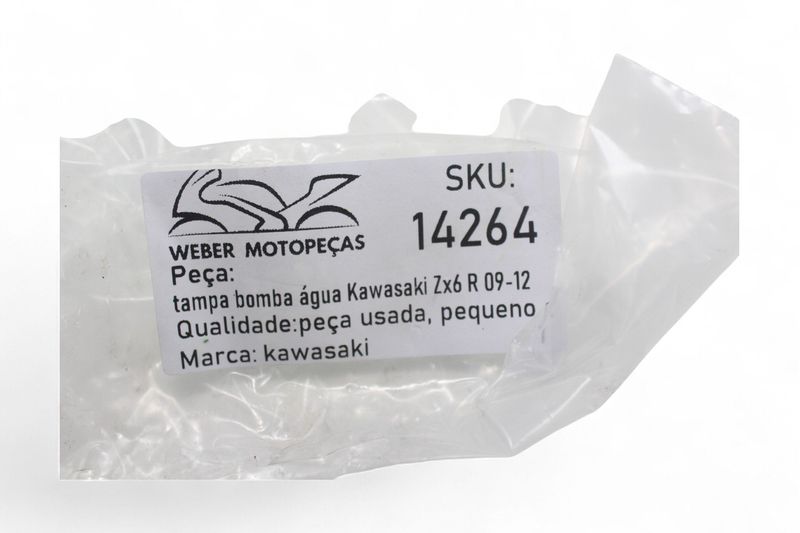 WEBER MOTOPEÇAS
SKU:
14264
Peça:
tampa bomba água Kawasaki Zx6 R 09-12
Qualidade:peça usada, pequeno
Marca: kawasaki